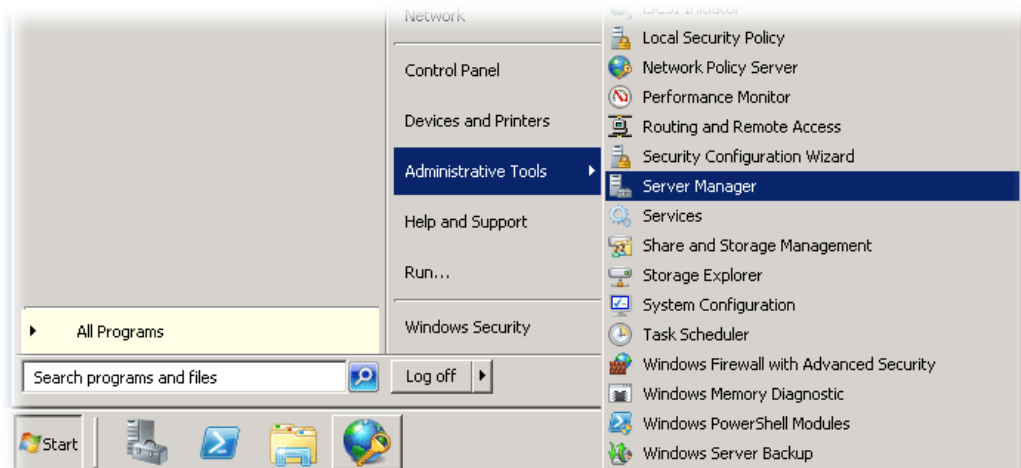 Network
Control Panel
Devices and Printers
Administrative Tools
Help and Support
Run...
Windows Security
All Programs
Search programs and files
Log off
Start
iSCSI Initiator
Local Security Policy
Network Policy Server
Performance Monitor
Routing and Remote Access
Security Configuration Wizard
Server Manager
Services
Share and Storage Management
Storage Explorer
System Configuration
Task Scheduler
Windows Firewall with Advanced Security
Windows Memory Diagnostic
Windows PowerShell Modules
Windows Server Backup